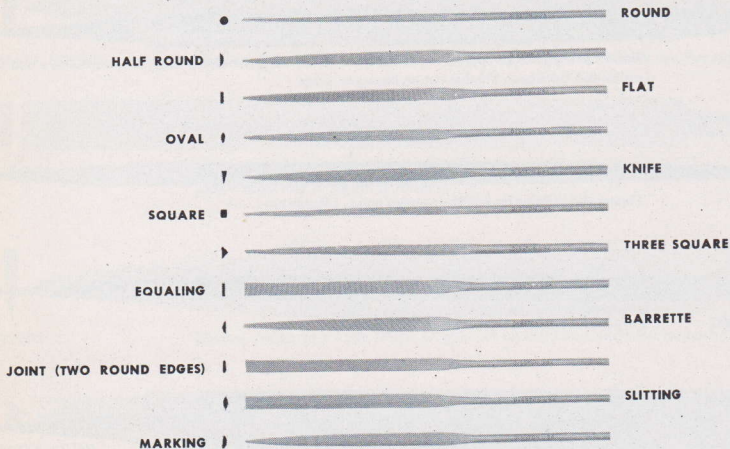 ROUND
HALF ROUND
FLAT
OVAL
KNIFE
SQUARE
THREE SQUARE
EQUALING
BARRETTE
JOINT (TWO ROUND EDGES)
SLITTING
MARKING